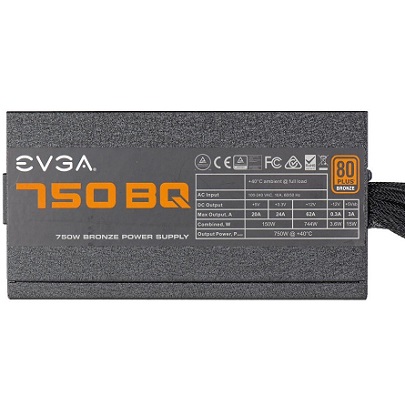 EVGA.
750 BQ
750W BRONZE POWER SUPPLY
+40°C ambient @ full load
AC Input
DC Output +5V +3.3V +12V -12V
Max Output, A 20A 24A 62A 0.3A 3A
Combined, W 744W 3.6W 15W
Output Power, P 750W @ +40°C
80
PLUS
BRONZE